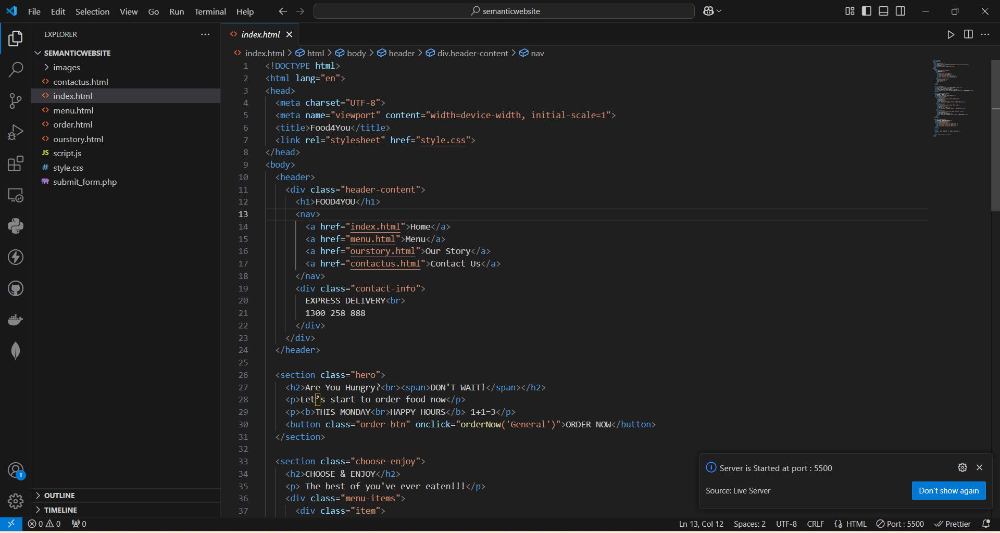 File Edit Selection View Go Run Terminal Help
semanticwebsite
EXPLORER
SEMANTICWEBSITE
images
contactus.html
index.html
menu.html
order.html
ourstory.html
JS script.js
# style.css
submit_form.php
OUTLINE
TIMELINE
index.html
index.html > html > body > header > div.header-content > nav
1 <!DOCTYPE html>
2 <html lang="en">
3 <head>
4 <meta charset="UTF-8">
5 <meta name="viewport" content="width=device-width, initial-scale=1">
6 <title>Food4You</title>
7 <link rel="stylesheet" href="style.css">
8 </head>
9 <body>
10 <header>
11 <div class="header-content">
12 <h1>FOOD4YOU</h1>
13 <nav>
14 <a href="index.html">Home</a>
15 <a href="menu.html">Menu</a>
16 <a href="ourstory.html">Our Story</a>
17 <a href="contactus.html">Contact Us</a>
18 </nav>
19 <div class="contact-info">
20 EXPRESS DELIVERY<br>
21 1300 258 888
22 </div>
23 </div>
24 </header>
25
26 <section class="hero">
27 <h2>Are You Hungry?<br><span>DON'T WAIT!</span></h2>
28 <p>Let’s start to order food now</p>
29 <p><b>THIS MONDAY<br>HAPPY HOURS</b> 1+1=3</p>
30 <button class="order-btn" onclick="orderNow('General')">ORDER NOW</button>
31 </section>
32
33 <section class="choose-enjoy">
34 <h2>CHOOSE & ENJOY</h2>
35 <p> The best of you've ever eaten!!!</p>
36 <div class="menu-items">
37 <div class="item">
Server is Started at port : 5500
Source: Live Server
Don't show again
1
0 0 0
Ln 13, Col 12 Spaces: 2 UTF-8 CRLF HTML Port : 5500 Prettier